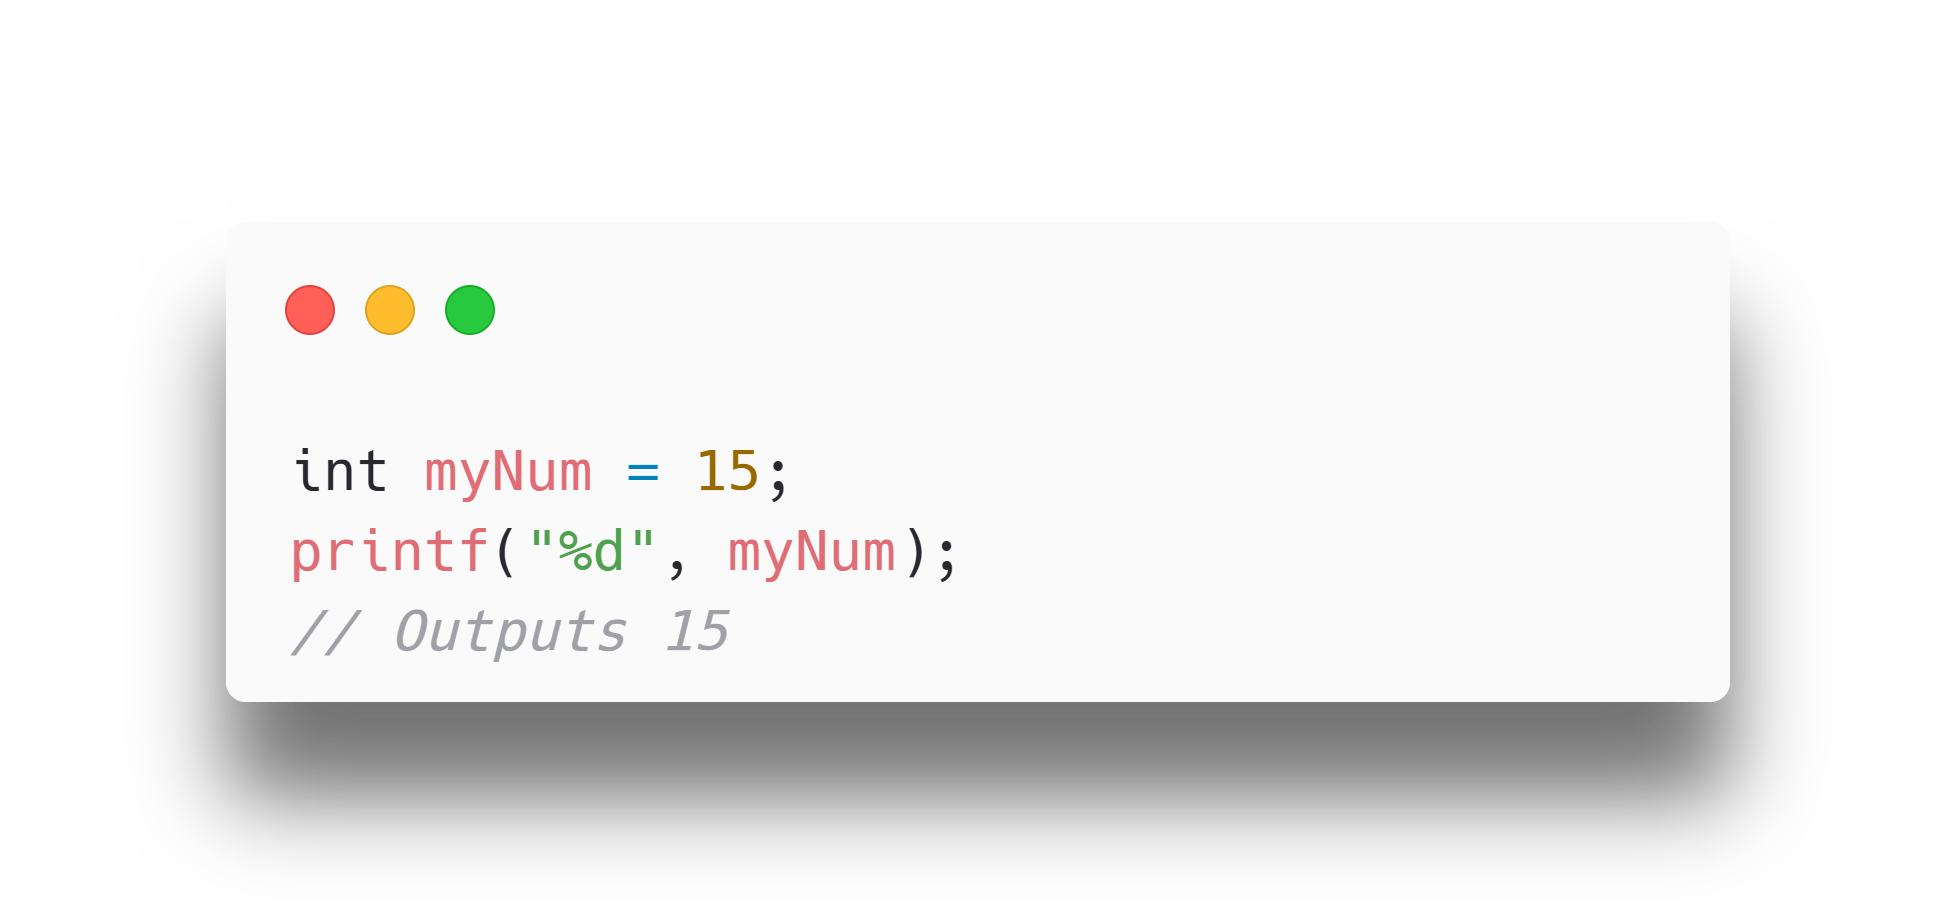 int myNum = 15;
printf("%d", myNum);
// Outputs 15